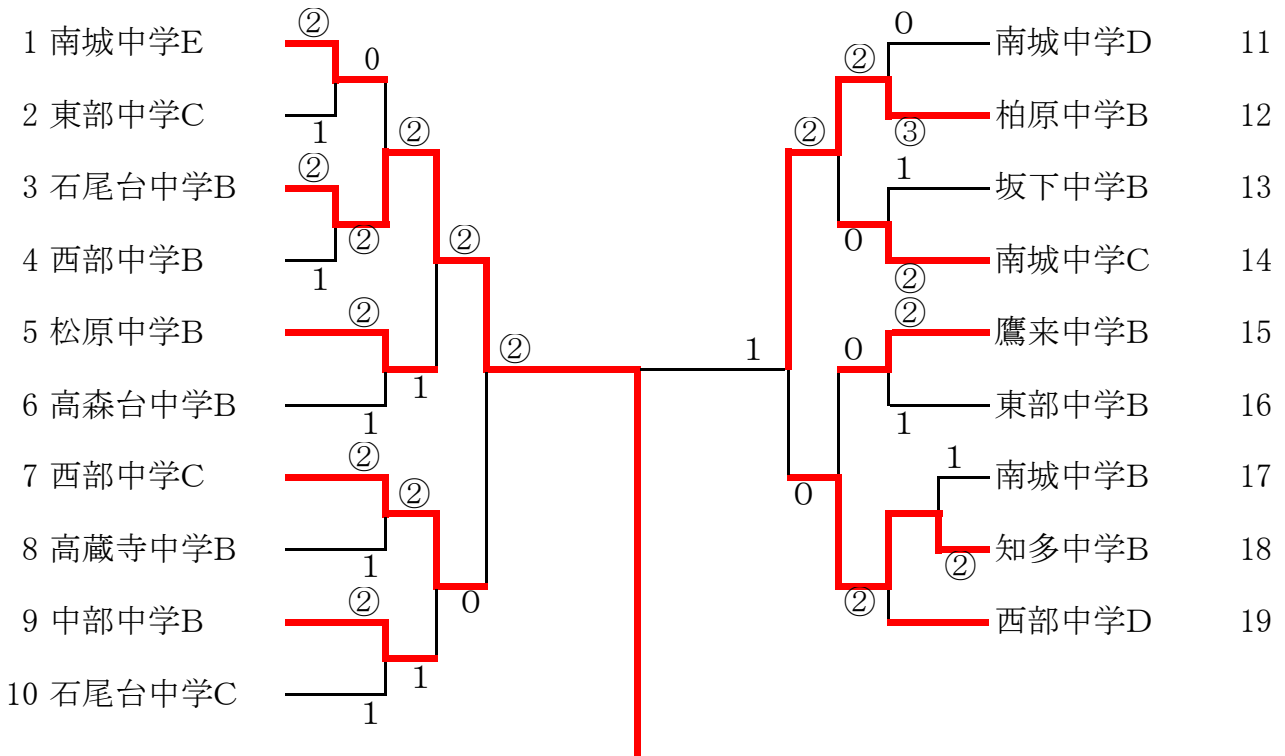 ② 0
1 南城中学E 0 ② 南城中学D 11
2 東部中学C 1 ② ② ③ 柏原中学B 12
3 石尾台中学B ② ② 1 坂下中学B 13
4 西部中学B 1 ② 0 ② 南城中学C 14
5 松原中学B ② ② 1 0 ② 鷹来中学B 15
6 高森台中学B 1 1 1 東部中学B 16
7 西部中学C ② ② 0 1 南城中学B 17
8 高蔵寺中学B 1 ② 知多中学B 18
9 中部中学B ② 0 ② 西部中学D 19
10 石尾台中学C 1 1